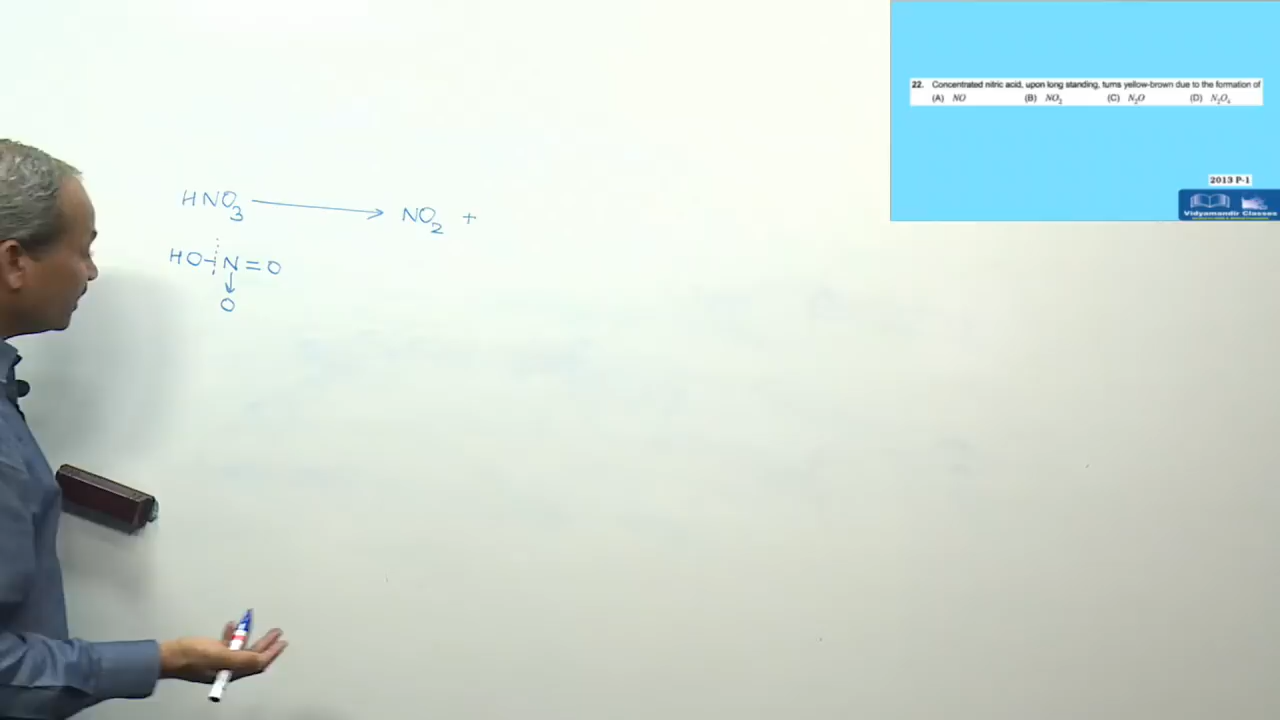 22. Concentrated nitric acid, upon long standing, turns yellow-brown due to the formation of
(A) NO (B) NO₂ (C) N₂O (D) N₂O₄
2013 P-1
Vidyamandir Classes
HNO₃ ⟶ NO₂ +
HO-N=O
↓
O